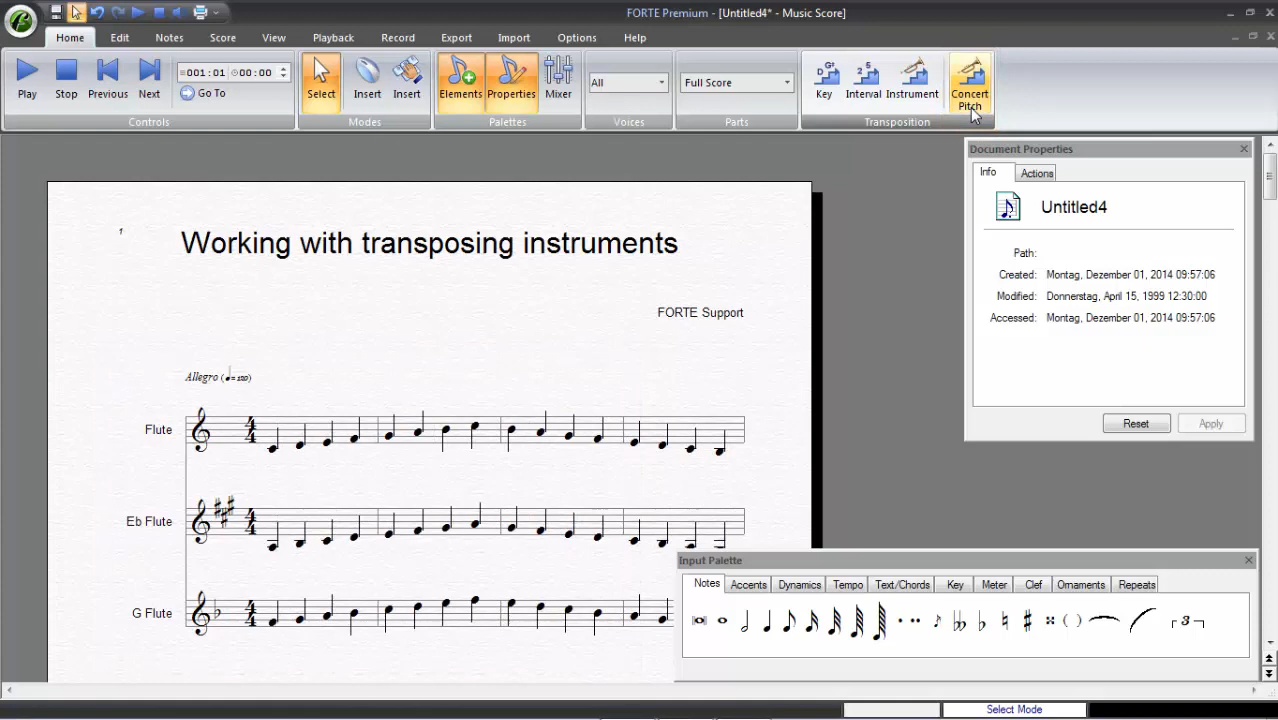 FORTE Premium - [Untitled4* - Music Score]
Home Edit Notes Score View Playback Record Export Import Options Help
Play Stop Previous Next
=001:01 00:00
Go To
Controls
Select Insert Insert
Modes
Elements Properties Mixer
Palettes
All
Voices
Full Score
Parts
Key Interval Instrument Concert Pitch
Transposition
Document Properties
Info Actions
Untitled4
Path:
Created: Montag, Dezember 01, 2014 09:57:06
Modified: Donnerstag, April 15, 1999 12:30:00
Accessed: Montag, Dezember 01, 2014 09:57:06
Reset Apply
1
Working with transposing instruments
FORTE Support
Allegro (♩= 120)
Flute
Eb Flute
G Flute
Input Palette
Notes Accents Dynamics Tempo Text/Chords Key Meter Clef Ornaments Repeats
3
Select Mode